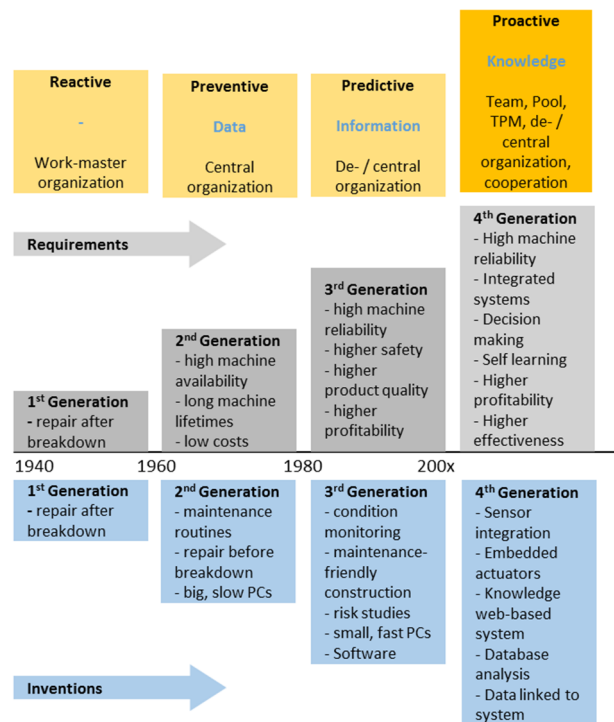 Reactive
-
Work-master
organization
Preventive
Data
Central
organization
Predictive
Information
De- / central
organization
Proactive
Knowledge
Team, Pool,
TPM, de- /
central
organization,
cooperation
Requirements
1st Generation
- repair after
breakdown
2nd Generation
- high machine
availability
- long machine
lifetimes
- low costs
3rd Generation
- high machine
reliability
- higher safety
- higher
product quality
- higher
profitability
4th Generation
- High machine
reliability
- Integrated
systems
- Decision
making
- Self learning
- Higher
profitability
- Higher
effectiveness
1940 1960 1980 200x
1st Generation
- repair after
breakdown
2nd Generation
- maintenance
routines
- repair before
breakdown
- big, slow PCs
3rd Generation
- condition
monitoring
- maintenance-
friendly
construction
- risk studies
- small, fast PCs
- Software
4th Generation
- Sensor
integration
- Embedded
actuators
- Knowledge
web-based
system
- Database
analysis
- Data linked to
system
Inventions